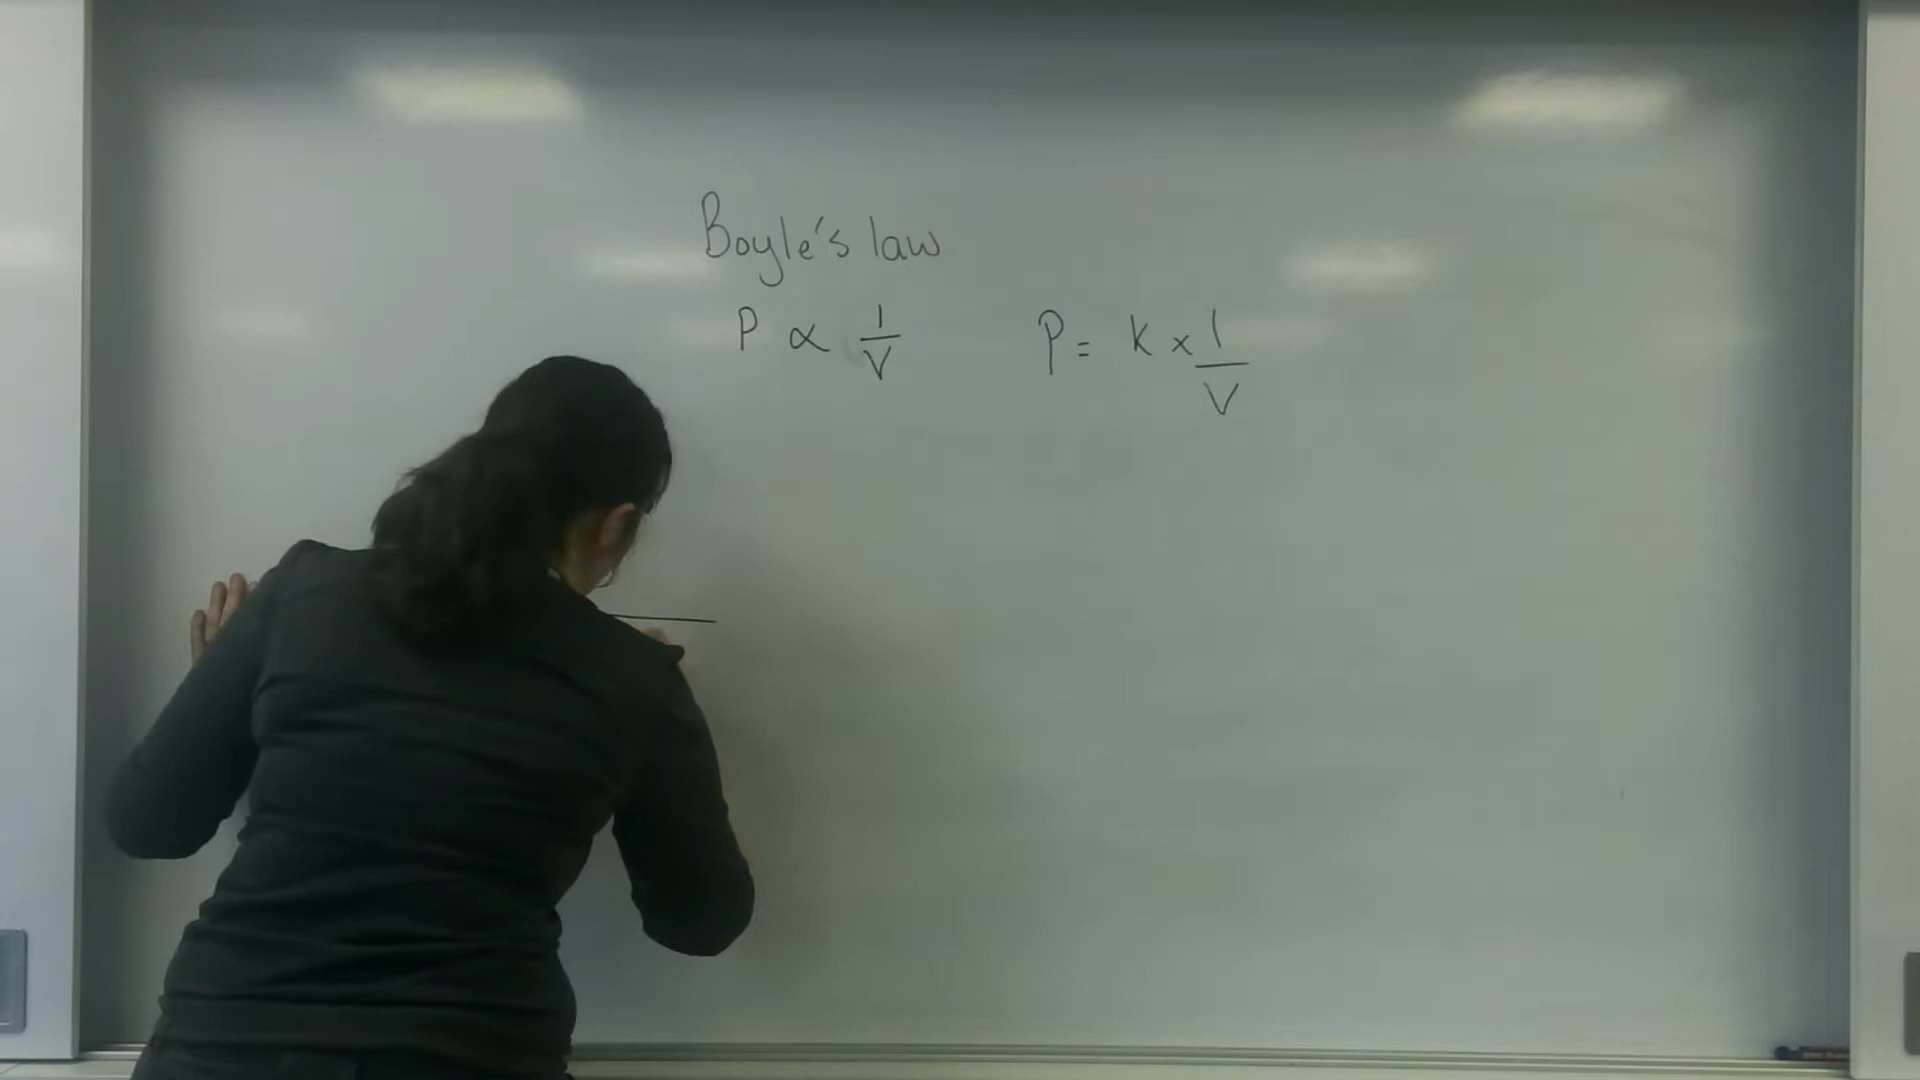 Boyle's law
P ∝ 1/V P = K × 1/V